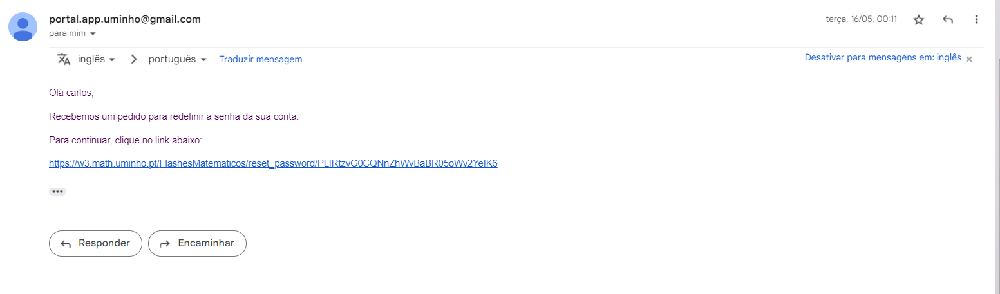 portal.app.uminho@gmail.com
terça, 16/05, 00:11
para mim
inglês
português
Traduzir mensagem
Desativar para mensagens em: inglês
Olá carlos,
Recebemos um pedido para redefinir a senha da sua conta.
Para continuar, clique no link abaixo:
https://w3.math.uminho.pt/FlashesMatematicos/reset_password/PLIRtzvG0CQNnZhWvBaBR05oWv2YeIK6
Responder
Encaminhar